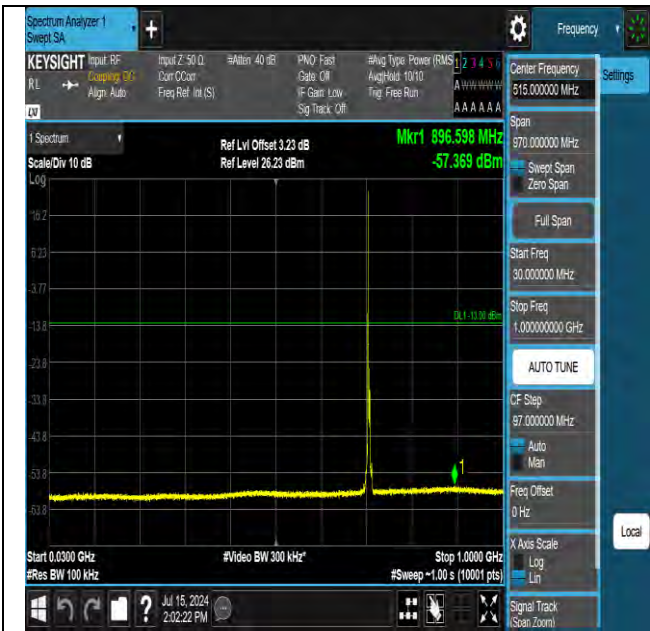 Spectrum Analyzer 1
Swept SA
Frequency
KEYSIGHT
RL
Input: RF
Coupling: DC
Align: Auto
Input Z: 50 Ω
Corr CCorr
Freq Ref: Int (S)
#Atten: 40 dB
PNO: Fast
Gate: Off
IF Gain: Low
Sig Track: Off
#Avg Type: Power (RMS
Avg|Hold: 10/10
Trig: Free Run
1 2 3 4 5 6
A W W W W W
A A A A A A
Center Frequency
515.000000 MHz
Settings
1 Spectrum
Scale/Div 10 dB
Log
Ref Lvl Offset 3.23 dB
Ref Level 26.23 dBm
Mkr1 896.598 MHz
-57.369 dBm
Span
970.000000 MHz
Swept Span
Zero Span
Full Span
Start Freq
30.000000 MHz
Stop Freq
1.000000000 GHz
AUTO TUNE
CF Step
97.000000 MHz
Auto
Man
Freq Offset
0 Hz
X Axis Scale
Log
Lin
Local
Signal Track
(Span Zoom)
16.2
6.23
-3.77
-13.8
-23.8
-33.8
-43.8
-53.8
-63.8
DL1 -13.00 dBm
1
Start 0.0300 GHz
#Res BW 100 kHz
#Video BW 300 kHz*
Stop 1.0000 GHz
#Sweep ~1.00 s (10001 pts)
Jul 15, 2024
2:02:22 PM